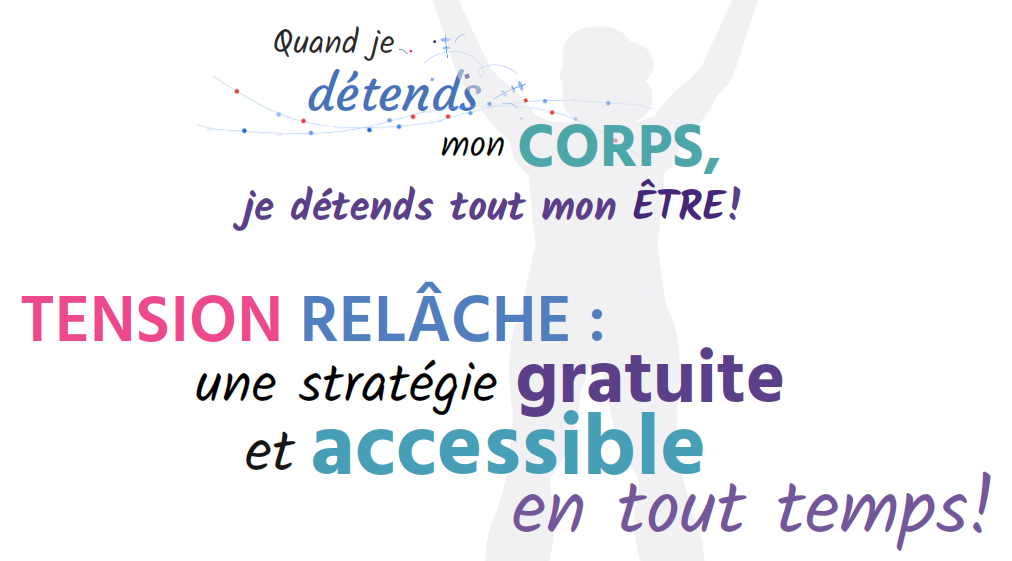 Quand je
détends
mon CORPS,
je détends tout mon ÊTRE!
TENSION RELÂCHE :
une stratégie gratuite
et accessible
en tout temps!